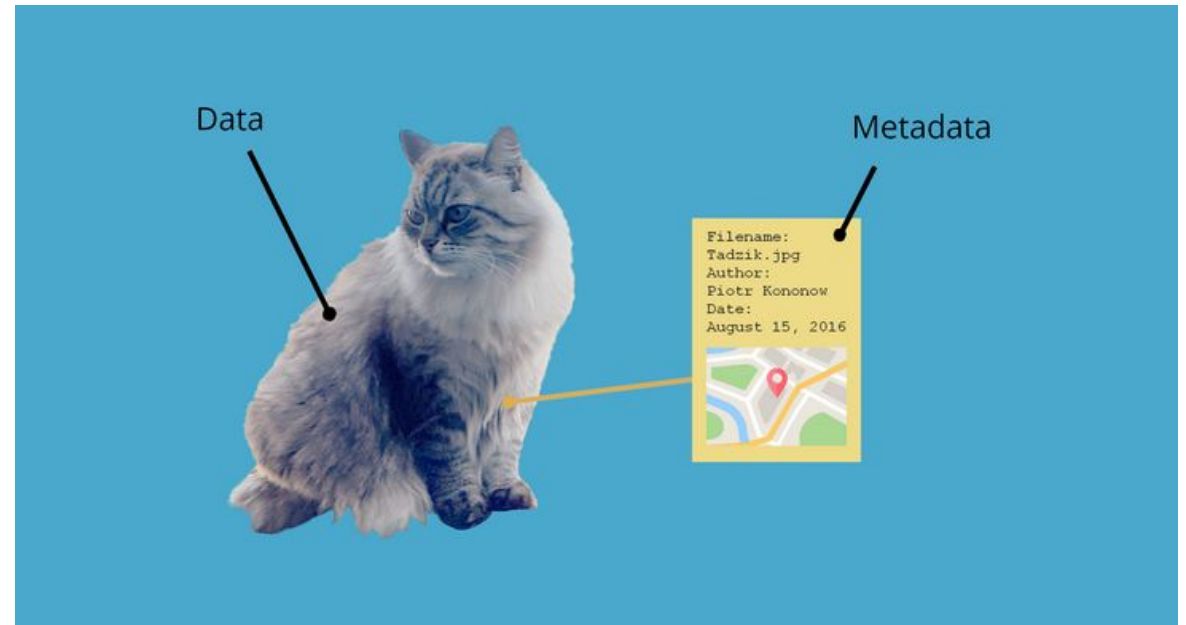 Data
Metadata
Filename:
Tadzik.jpg
Author:
Piotr Kononow
Date:
August 15, 2016